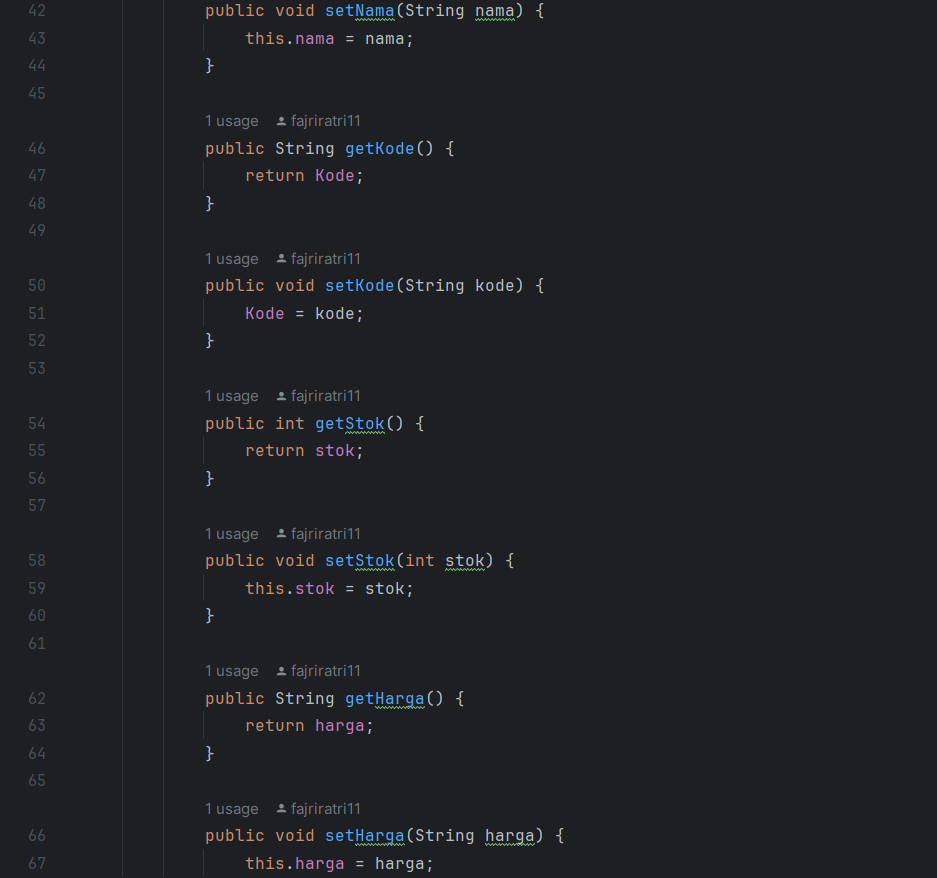 42 public void setNama(String nama) {
43 this.nama = nama;
44 }
45
1 usage fajriratri11
46 public String getKode() {
47 return Kode;
48 }
49
1 usage fajriratri11
50 public void setKode(String kode) {
51 Kode = kode;
52 }
53
1 usage fajriratri11
54 public int getStok() {
55 return stok;
56 }
57
1 usage fajriratri11
58 public void setStok(int stok) {
59 this.stok = stok;
60 }
61
1 usage fajriratri11
62 public String getHarga() {
63 return harga;
64 }
65
1 usage fajriratri11
66 public void setHarga(String harga) {
67 this.harga = harga;